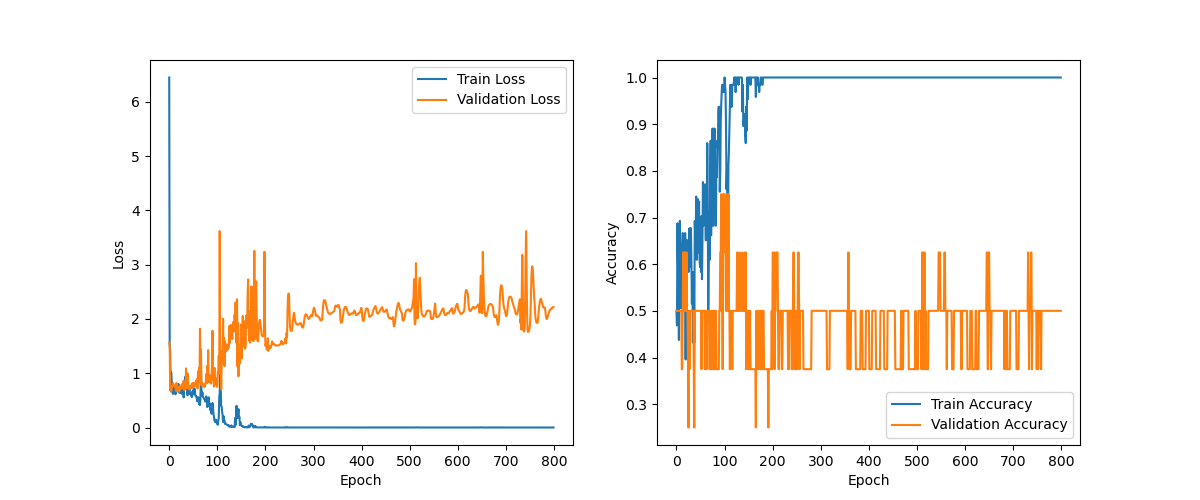 Train Loss
Validation Loss
6
5
4
3
2
1
0
Loss
0 100 200 300 400 500 600 700 800
Epoch
1.0
0.9
0.8
0.7
0.6
0.5
0.4
0.3
Accuracy
Train Accuracy
Validation Accuracy
0 100 200 300 400 500 600 700 800
Epoch